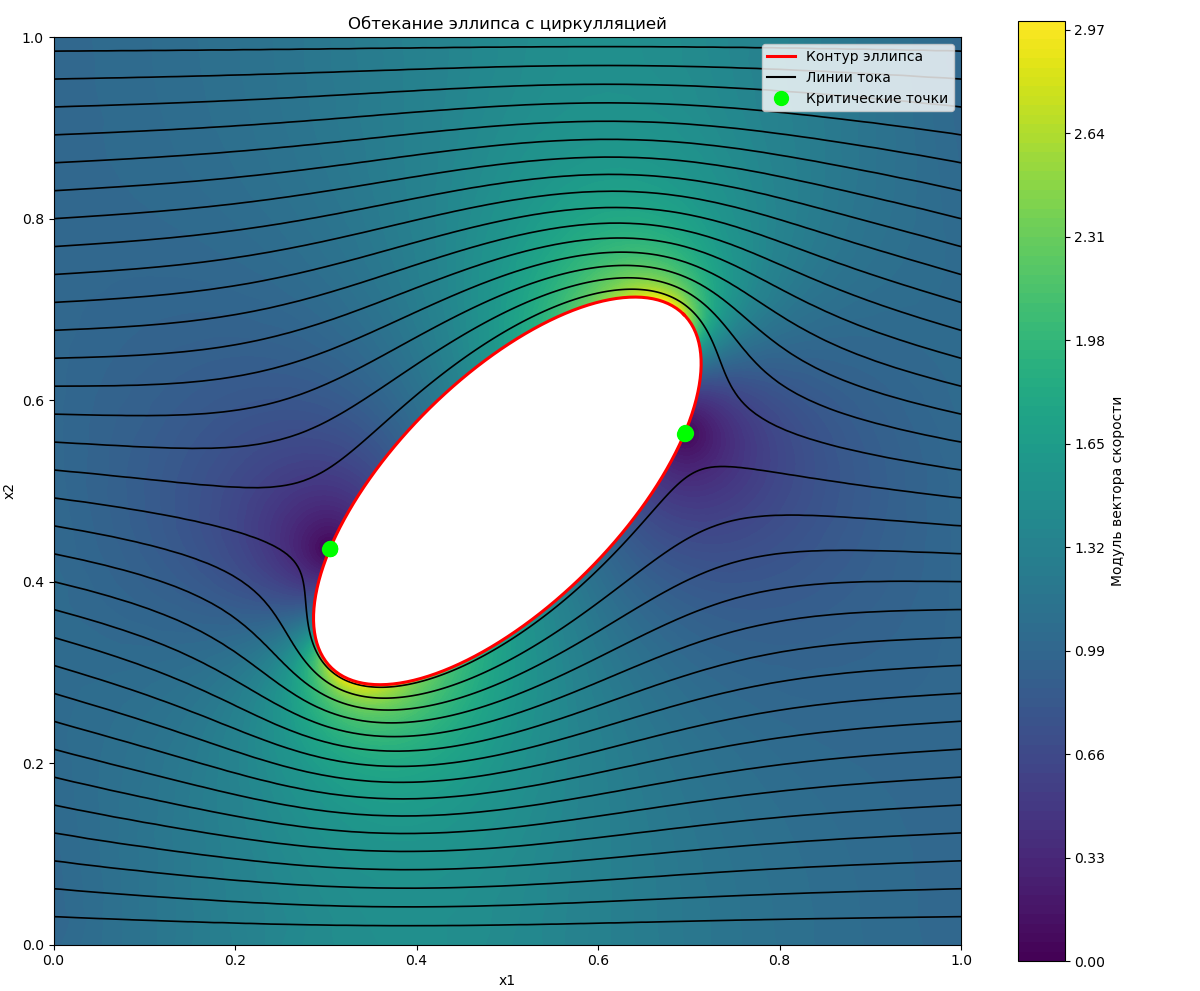 Обтекание эллипса с циркулляцией
Контур эллипса
Линии тока
Критические точки
1.0
0.8
0.6
0.4
0.2
0.0
x2
0.0 0.2 0.4 0.6 0.8 1.0
x1
2.97
2.64
2.31
1.98
1.65
1.32
0.99
0.66
0.33
0.00
Модуль вектора скорости